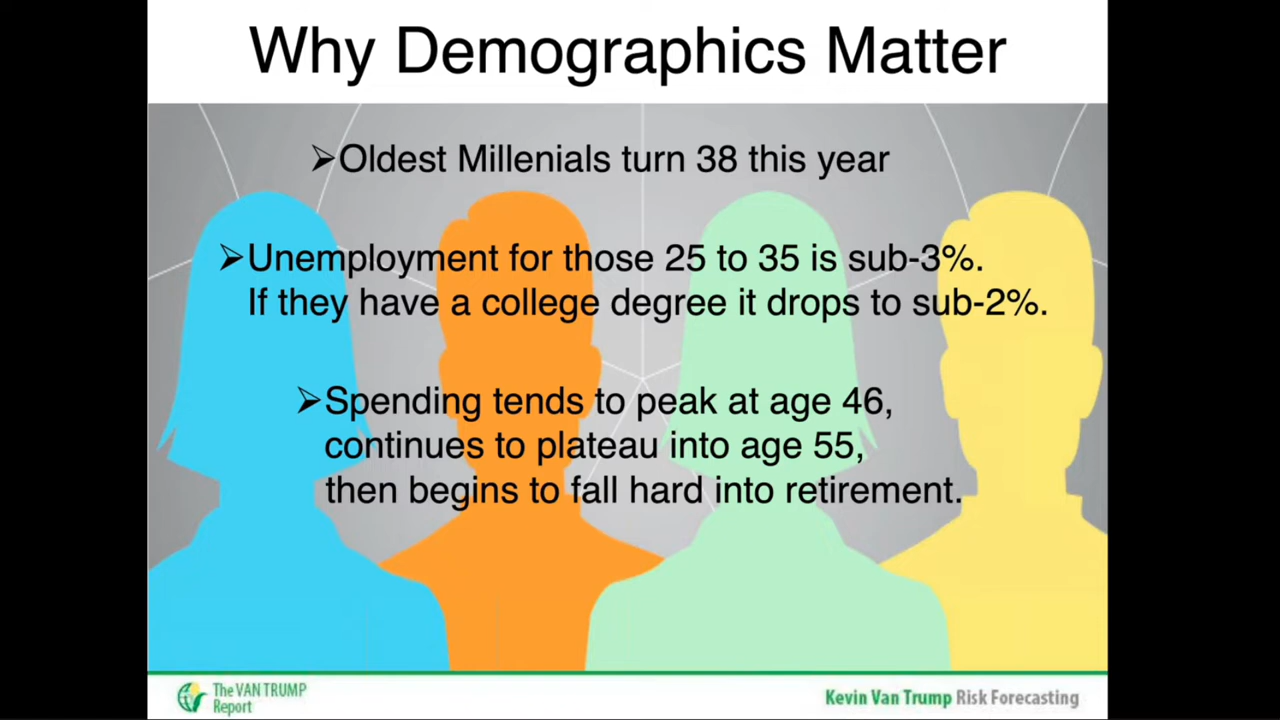 Why Demographics Matter
➢Oldest Millenials turn 38 this year
➢Unemployment for those 25 to 35 is sub-3%.
If they have a college degree it drops to sub-2%.
➢Spending tends to peak at age 46,
continues to plateau into age 55,
then begins to fall hard into retirement.
The VAN TRUMP
Report
Kevin Van Trump Risk Forecasting